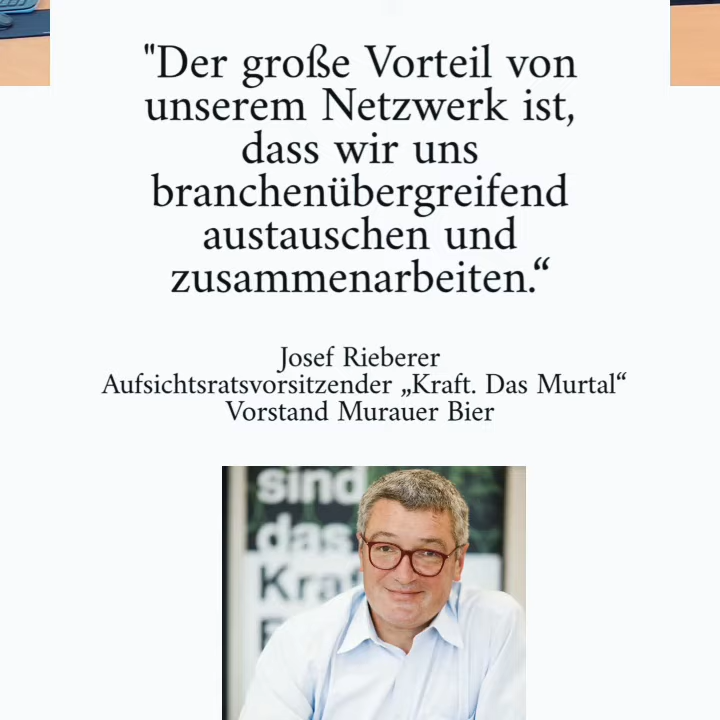 "Der große Vorteil von
unserem Netzwerk ist,
dass wir uns
branchenübergreifend
austauschen und
zusammenarbeiten.“
Josef Rieberer
Aufsichtsratsvorsitzender „Kraft. Das Murtal“
Vorstand Murauer Bier
sind
das